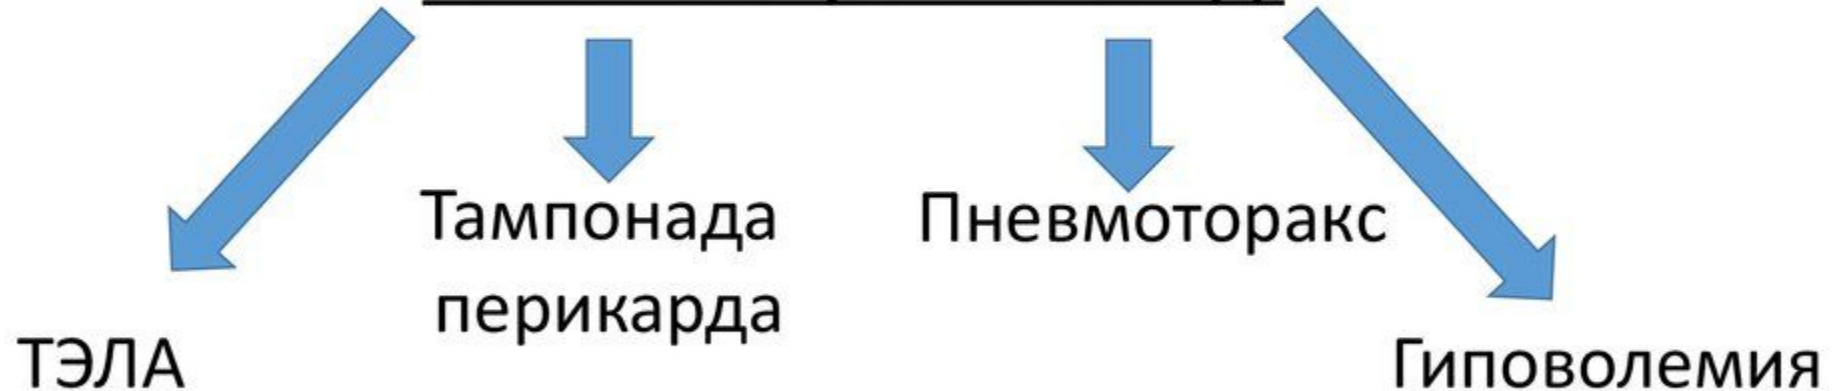 Тампонада
перикарда
Пневмоторакс
ТЭЛА
Гиповолемия